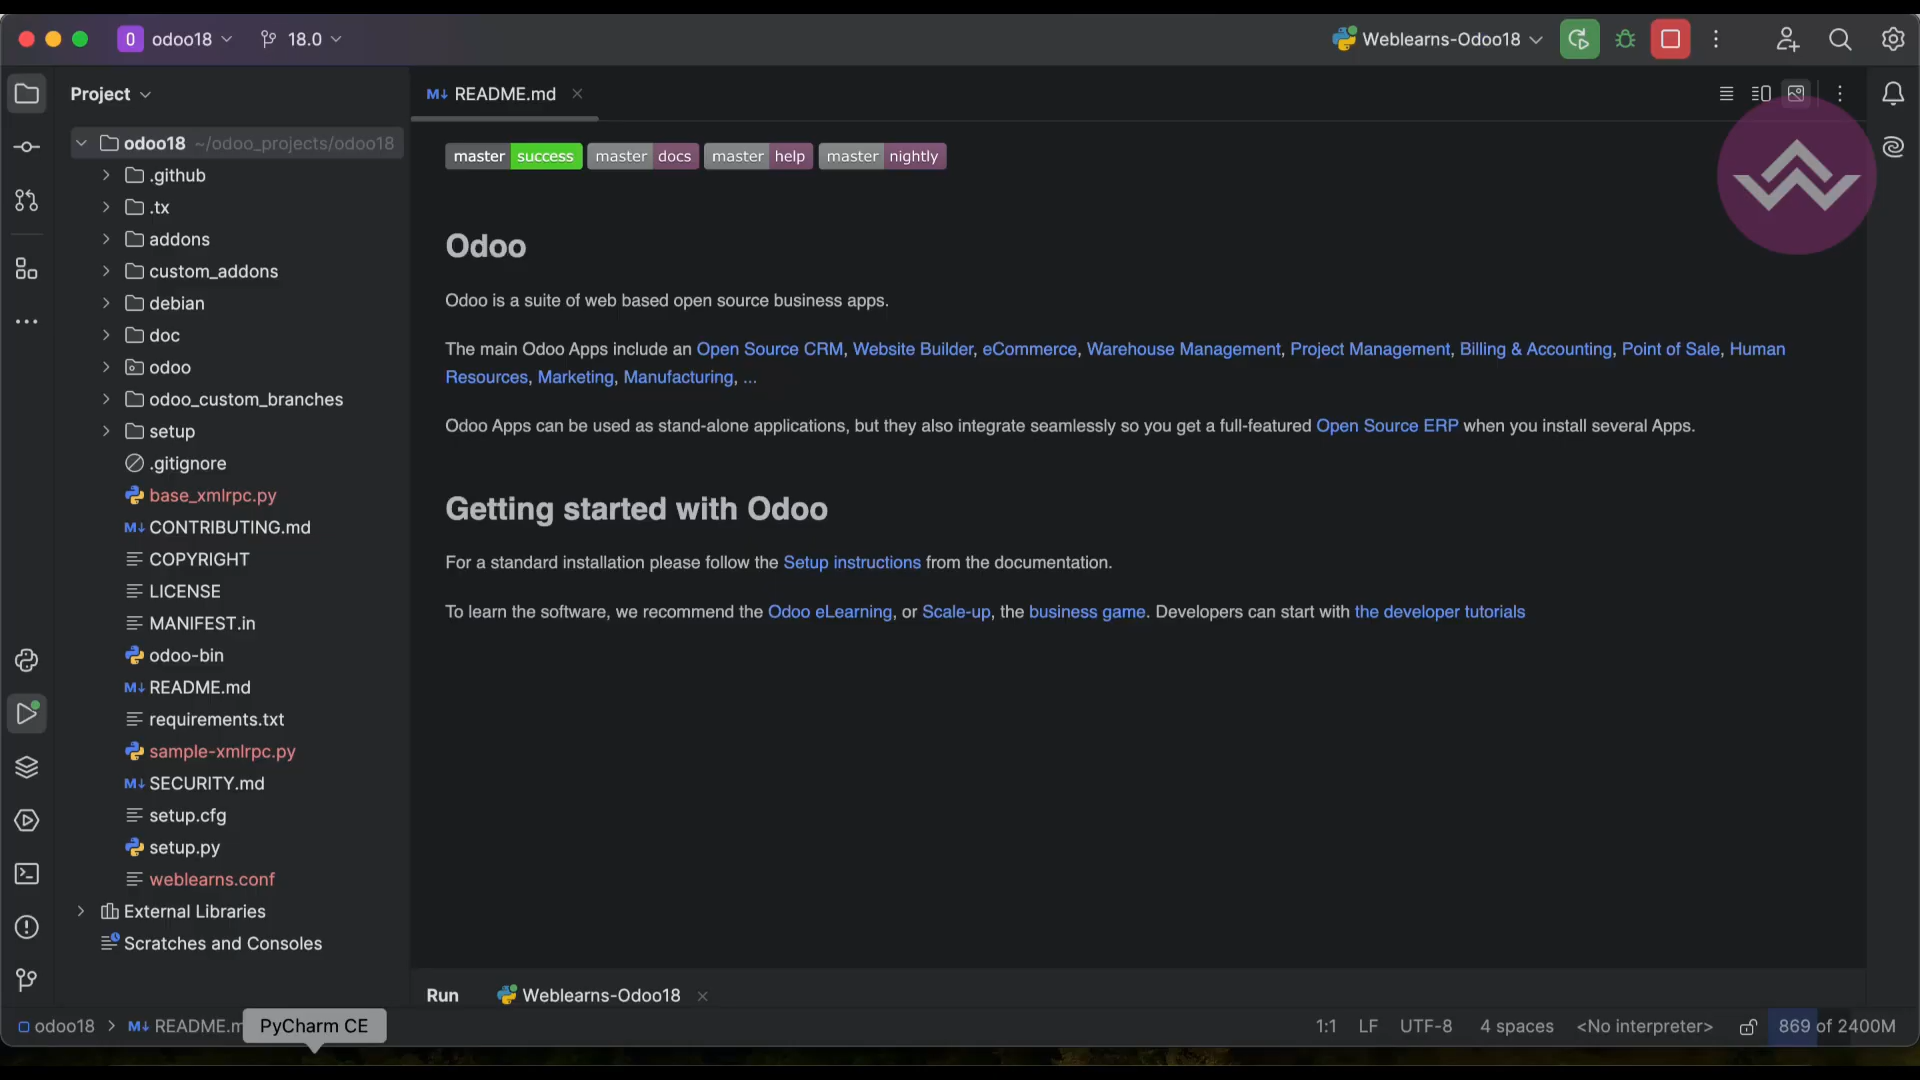 O odoo18 18.0 Weblearns-Odoo18
Project
M↓ README.md
odoo18 ~/odoo_projects/odoo18
.github
.tx
addons
custom_addons
debian
doc
odoo
odoo_custom_branches
setup
.gitignore
base_xmlrpc.py
M↓ CONTRIBUTING.md
COPYRIGHT
LICENSE
MANIFEST.in
odoo-bin
M↓ README.md
requirements.txt
sample-xmlrpc.py
M↓ SECURITY.md
setup.cfg
setup.py
weblearns.conf
External Libraries
Scratches and Consoles
master success master docs master help master nightly
Odoo
Odoo is a suite of web based open source business apps.
The main Odoo Apps include an Open Source CRM, Website Builder, eCommerce, Warehouse Management, Project Management, Billing & Accounting, Point of Sale, Human
Resources, Marketing, Manufacturing, ...
Odoo Apps can be used as stand-alone applications, but they also integrate seamlessly so you get a full-featured Open Source ERP when you install several Apps.
Getting started with Odoo
For a standard installation please follow the Setup instructions from the documentation.
To learn the software, we recommend the Odoo eLearning, or Scale-up, the business game. Developers can start with the developer tutorials
Run Weblearns-Odoo18
odoo18 > M↓ README.m
PyCharm CE
1:1 LF UTF-8 4 spaces <No interpreter> 869 of 2400M